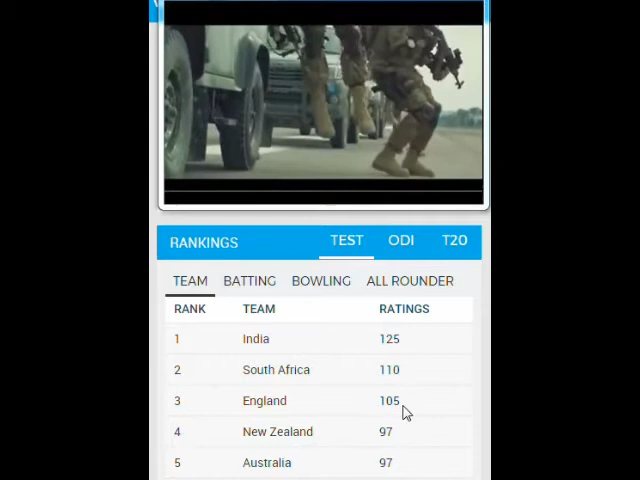 RANKINGS TEST ODI T20
TEAM BATTING BOWLING ALL ROUNDER
RANK TEAM RATINGS
1 India 125
2 South Africa 110
3 England 105
4 New Zealand 97
5 Australia 97